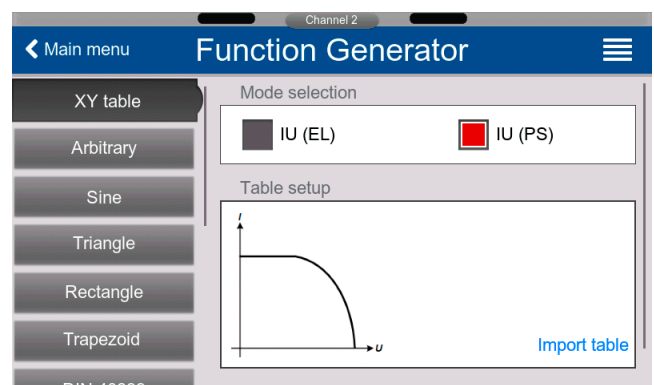 Channel 2
Main menu
Function Generator
XY table
Arbitrary
Sine
Triangle
Rectangle
Trapezoid
Mode selection
IU (EL)
IU (PS)
Table setup
I
U
Import table